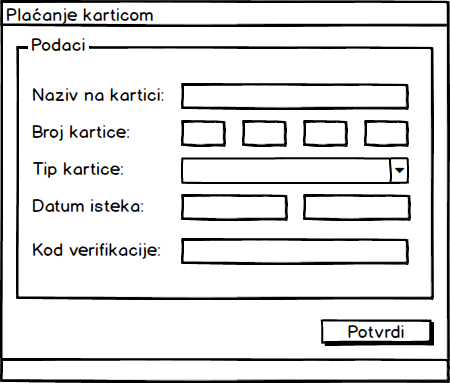 Plaćanje karticom
Podaci
Naziv na kartici:
Broj kartice:
Tip kartice:
Datum isteka:
Kod verifikacije:
Potvrdi